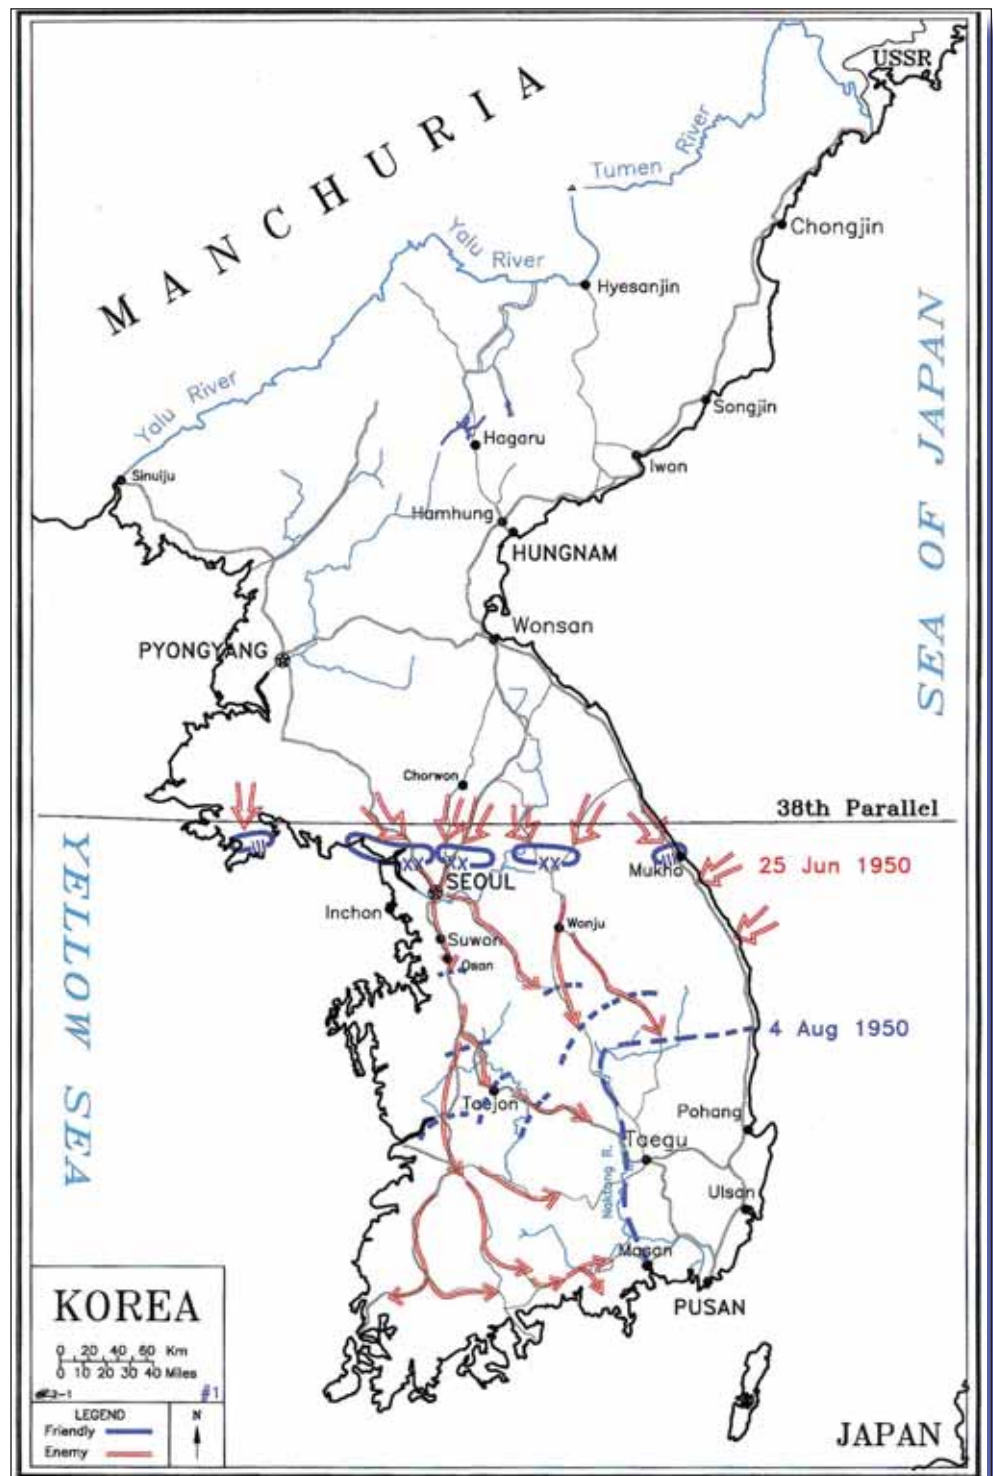 USSR
MANCHURIA
Tumen River
Chongjin
Yalu River
Hyesanjin
SEA OF JAPAN
Yalu River
Songjin
Hagaru
Iwon
Sinuiju
Hamhung
HUNGNAM
Wonsan
PYONGYANG
Chorwon
38th Parallel
YELLOW SEA
XX
XX
XX
Mukho
25 Jun 1950
SEOUL
Inchon
Wonju
Suwon
Osan
4 Aug 1950
Taejon
Pohang
Taegu
Naktong R.
Ulsan
Masan
PUSAN
KOREA
0 20 40 60 Km
0 10 20 30 40 Miles
#1
LEGEND
Friendly
Enemy
N
JAPAN